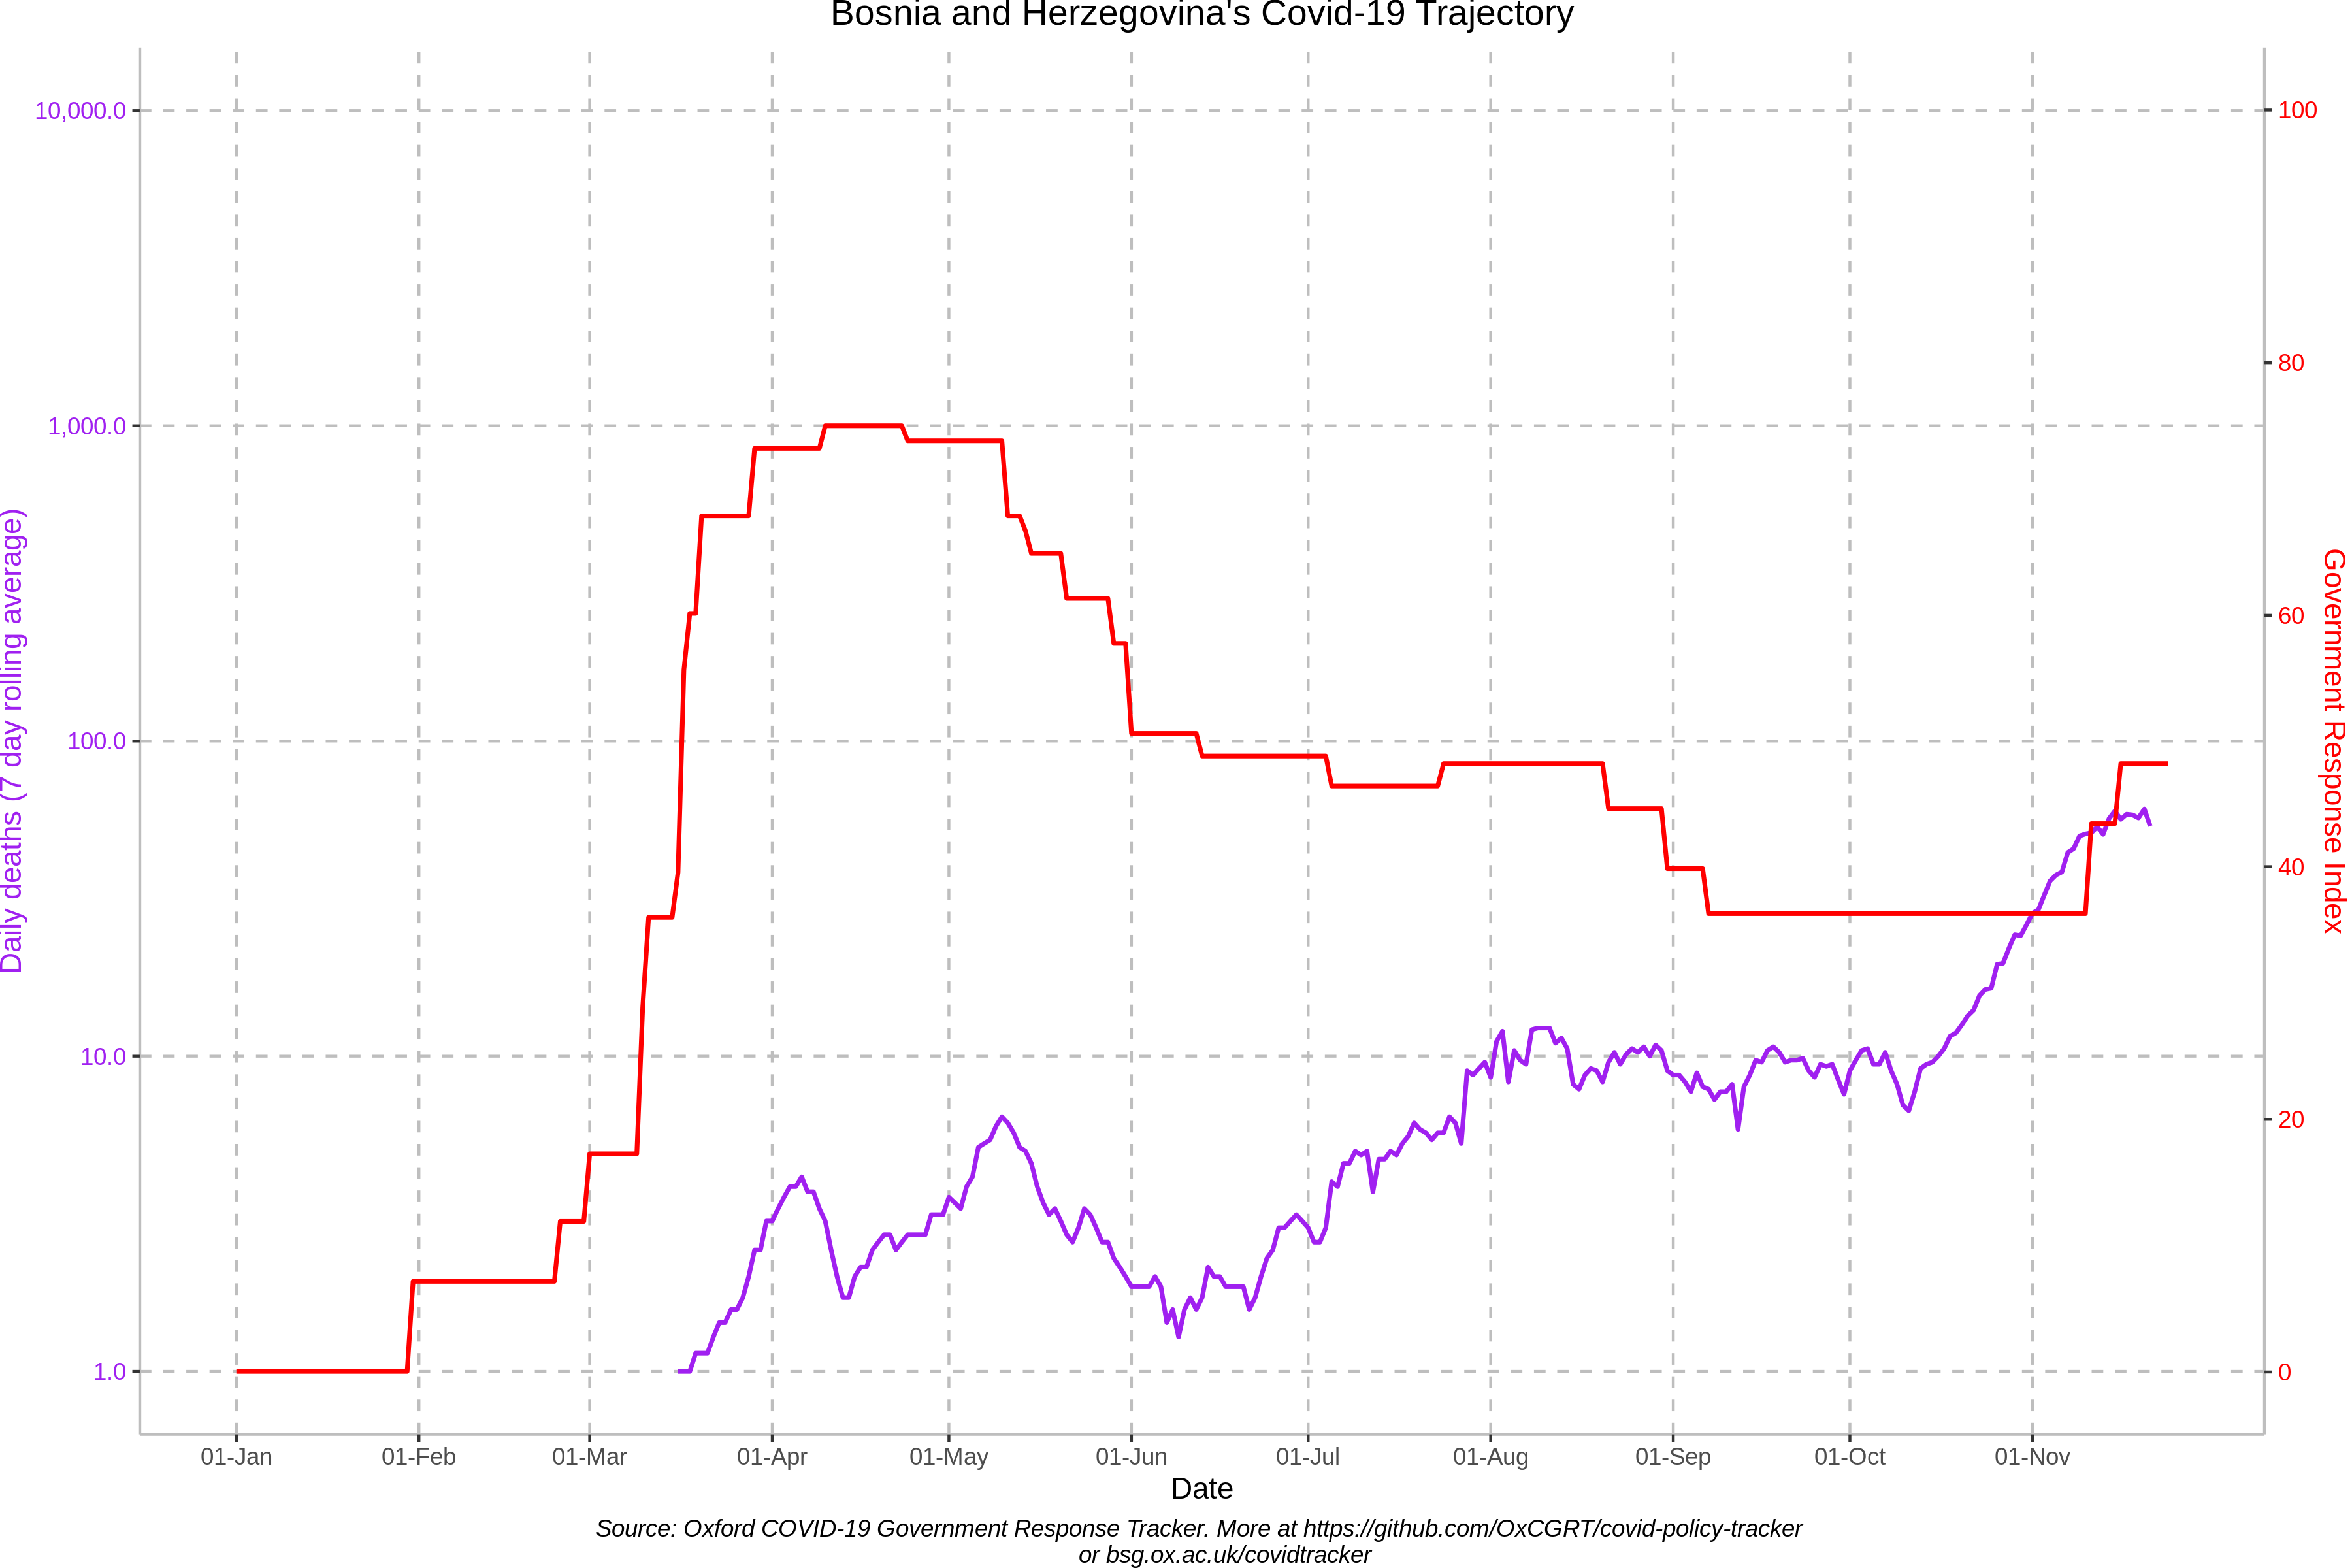 Bosnia and Herzegovina's Covid-19 Trajectory
10,000.0
1,000.0
100.0
10.0
1.0
Daily deaths (7 day rolling average)
100
80
60
40
20
0
Government Response Index
01-Jan 01-Feb 01-Mar 01-Apr 01-May 01-Jun 01-Jul 01-Aug 01-Sep 01-Oct 01-Nov
Date
Source: Oxford COVID-19 Government Response Tracker. More at https://github.com/OxCGRT/covid-policy-tracker
or bsg.ox.ac.uk/covidtracker